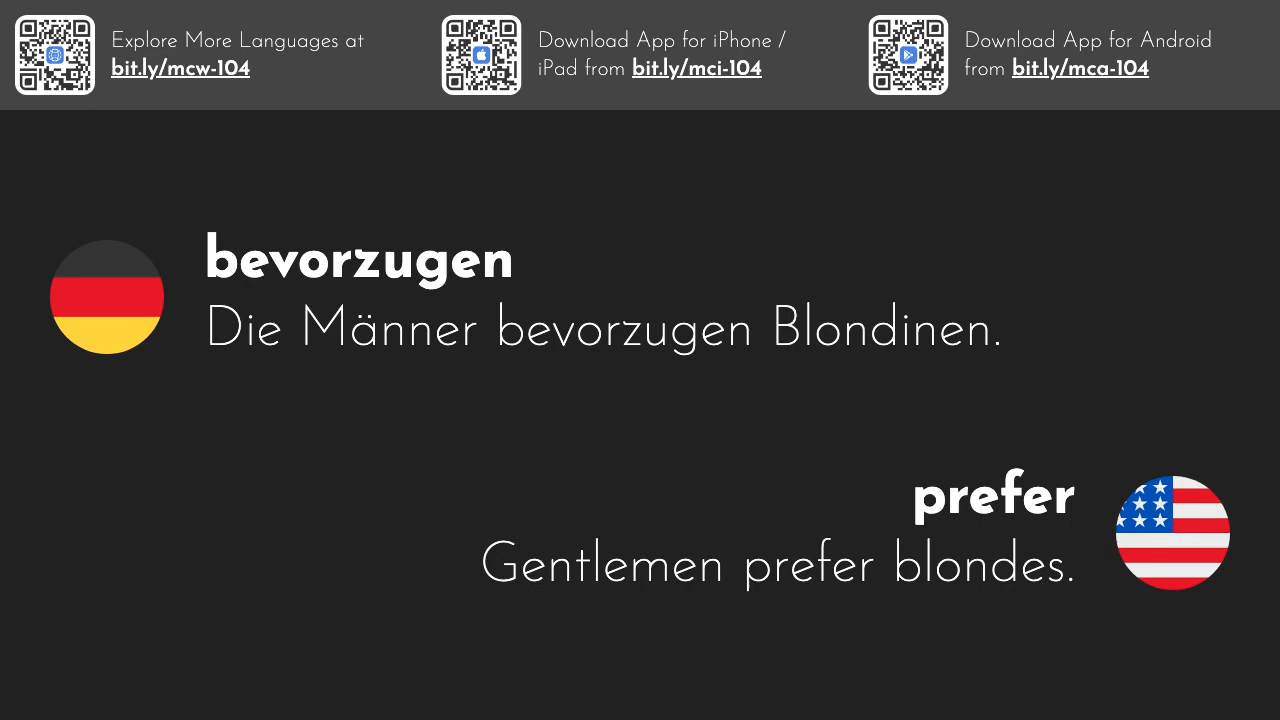 Explore More Languages at
bit.ly/mcw-104
Download App for iPhone /
iPad from bit.ly/mci-104
Download App for Android
from bit.ly/mca-104
bevorzugen
Die Männer bevorzugen Blondinen.
prefer
Gentlemen prefer blondes.